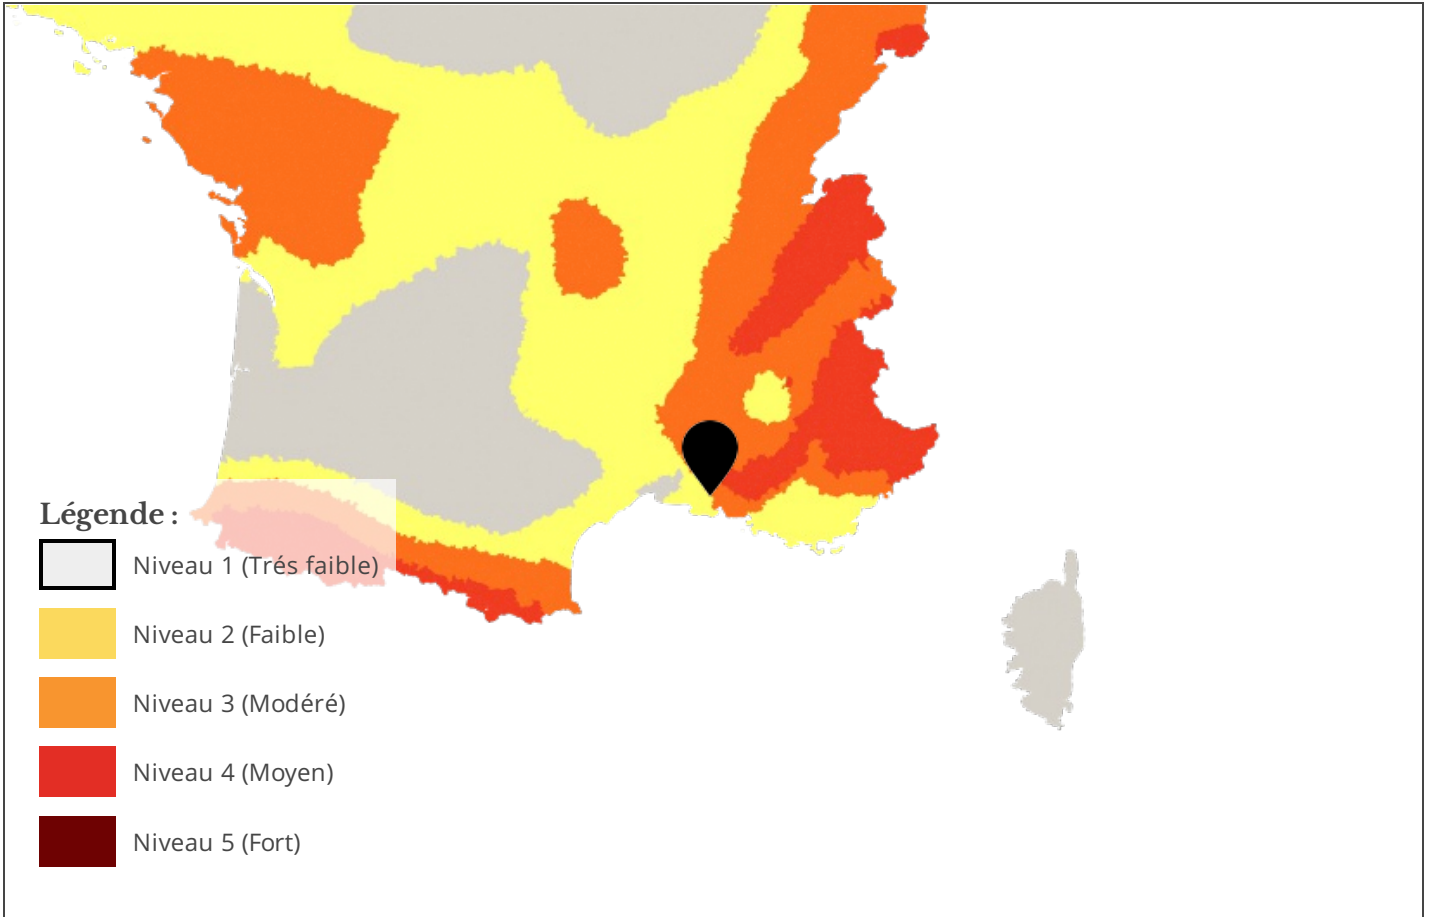 Légende :
Niveau 1 (Trés faible)
Niveau 2 (Faible)
Niveau 3 (Modéré)
Niveau 4 (Moyen)
Niveau 5 (Fort)